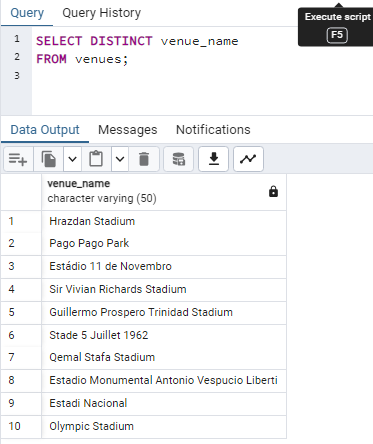 Query Query History
Execute script
F5
1 SELECT DISTINCT venue_name
2 FROM venues;
3
Data Output Messages Notifications
venue_name
character varying (50)
1 Hrazdan Stadium
2 Pago Pago Park
3 Estádio 11 de Novembro
4 Sir Vivian Richards Stadium
5 Guillermo Prospero Trinidad Stadium
6 Stade 5 Juillet 1962
7 Qemal Stafa Stadium
8 Estadio Monumental Antonio Vespucio Liberti
9 Estadi Nacional
10 Olympic Stadium